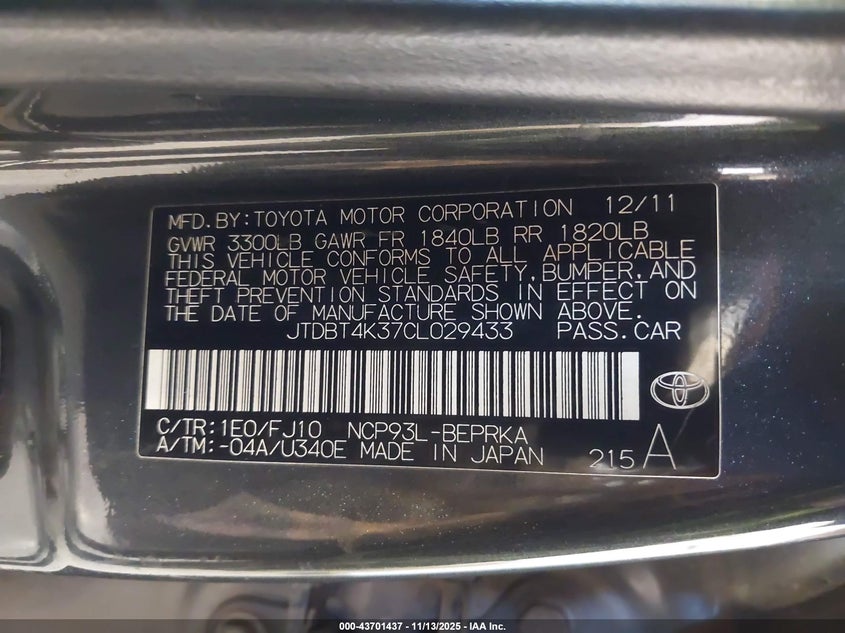 MFD. BY: TOYOTA MOTOR CORPORATION 12/11
GVWR 3300LB GAWR FR 1840LB RR 1820LB
THIS VEHICLE CONFORMS TO ALL APPLICABLE
FEDERAL MOTOR VEHICLE SAFETY, BUMPER, AND
THEFT PREVENTION STANDARDS IN EFFECT ON
THE DATE OF MANUFACTURE SHOWN ABOVE.
JTDBT4K37CL029433 PASS. CAR
C/TR: 1E0/FJ10 NCP93L-BEPRKA
A/TM: -04A/U340E MADE IN JAPAN 215 A
000-43701437 - 11/13/2025 - IAA Inc.